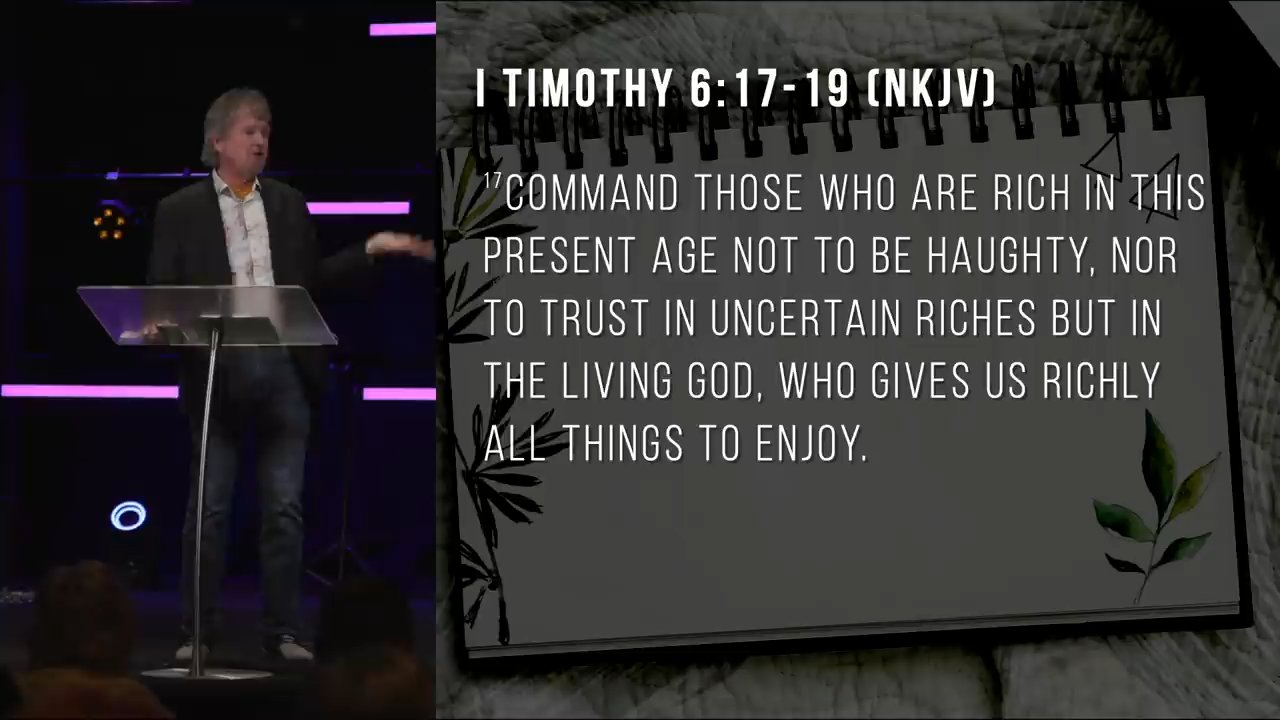 I TIMOTHY 6:17-19 (NKJV)
17COMMAND THOSE WHO ARE RICH IN THIS
PRESENT AGE NOT TO BE HAUGHTY, NOR
TO TRUST IN UNCERTAIN RICHES BUT IN
THE LIVING GOD, WHO GIVES US RICHLY
ALL THINGS TO ENJOY.